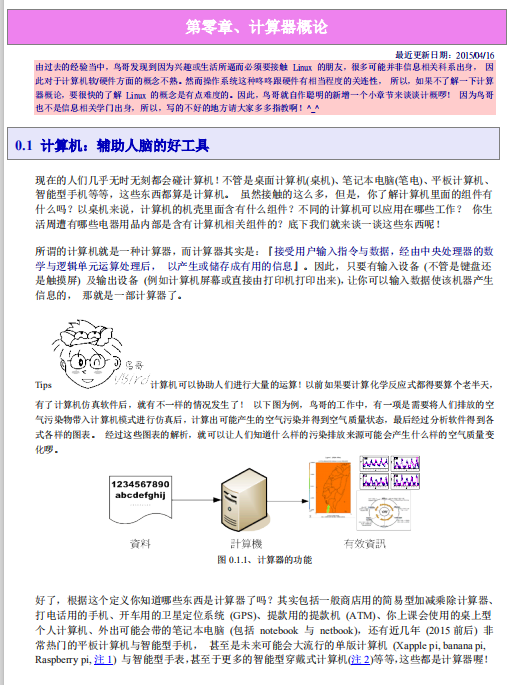 第零章、计算器概论
最近更新日期：2015/04/16
由过去的经验当中，鸟哥发现到因为兴趣或生活所逼而必须要接触 Linux 的朋友，很多可能并非信息相关科系出身， 因
此对于计算机软/硬件方面的概念不熟。然而操作系统这种咚咚跟硬件有相当程度的关连性， 所以，如果不了解一下计算
器概论，要很快的了解 Linux 的概念是有点难度的。因此，鸟哥就自作聪明的新增一个小章节来谈谈计概啰！ 因为鸟哥
也不是信息相关学门出身，所以，写的不好的地方请大家多多指教啊！^_^
0.1 计算机：辅助人脑的好工具
现在的人们几乎无时无刻都会碰计算机！不管是桌面计算机(桌机)、笔记本电脑(笔电)、平板计算机、
智能型手机等等，这些东西都算是计算机。 虽然接触的这么多，但是，你了解计算机里面的组件有
什么吗？以桌机来说，计算机的机壳里面含有什么组件？不同的计算机可以应用在哪些工作？ 你生
活周遭有哪些电器用品内部是含有计算机相关组件的？底下我们就来谈一谈这些东西呢！
所谓的计算机就是一种计算器，而计算器其实是：『接受用户输入指令与数据，经由中央处理器的数
学与逻辑单元运算处理后， 以产生或储存成有用的信息』。因此，只要有输入设备 (不管是键盘还
是触摸屏) 及输出设备 (例如计算机屏幕或直接由打印机打印出来)，让你可以输入数据使该机器产生
信息的， 那就是一部计算器了。
鸟哥
VBird
Tips 计算机可以协助人们进行大量的运算！以前如果要计算化学反应式都得要算个老半天，
有了计算机仿真软件后，就有不一样的情况发生了！ 以下图为例，鸟哥的工作中，有一项是需要将人们排放的空
气污染物带入计算机模式进行仿真后，计算出可能产生的空气污染并得到空气质量状态，最后经过分析软件得到各
式各样的图表。 经过这些图表的解析，就可以让人们知道什么样的污染排放来源可能会产生什么样的空气质量变
化啰。
1234567890
abcdefghij
..........
資料 計算機 有效資訊
图 0.1.1、计算器的功能
好了，根据这个定义你知道哪些东西是计算器了吗？其实包括一般商店用的简易型加减乘除计算器、
打电话用的手机、开车用的卫星定位系统 (GPS)、提款用的提款机 (ATM)、你上课会使用的桌上型
个人计算机、外出可能会带的笔记本电脑 (包括 notebook 与 netbook)，还有近几年 (2015 前后) 非
常热门的平板计算机与智能型手机， 甚至是未来可能会大流行的单版计算机 (Xapple pi, banana pi,
Raspberry pi, 注 1) 与智能型手表，甚至于更多的智能型穿戴式计算机(注 2)等等，这些都是计算器喔！